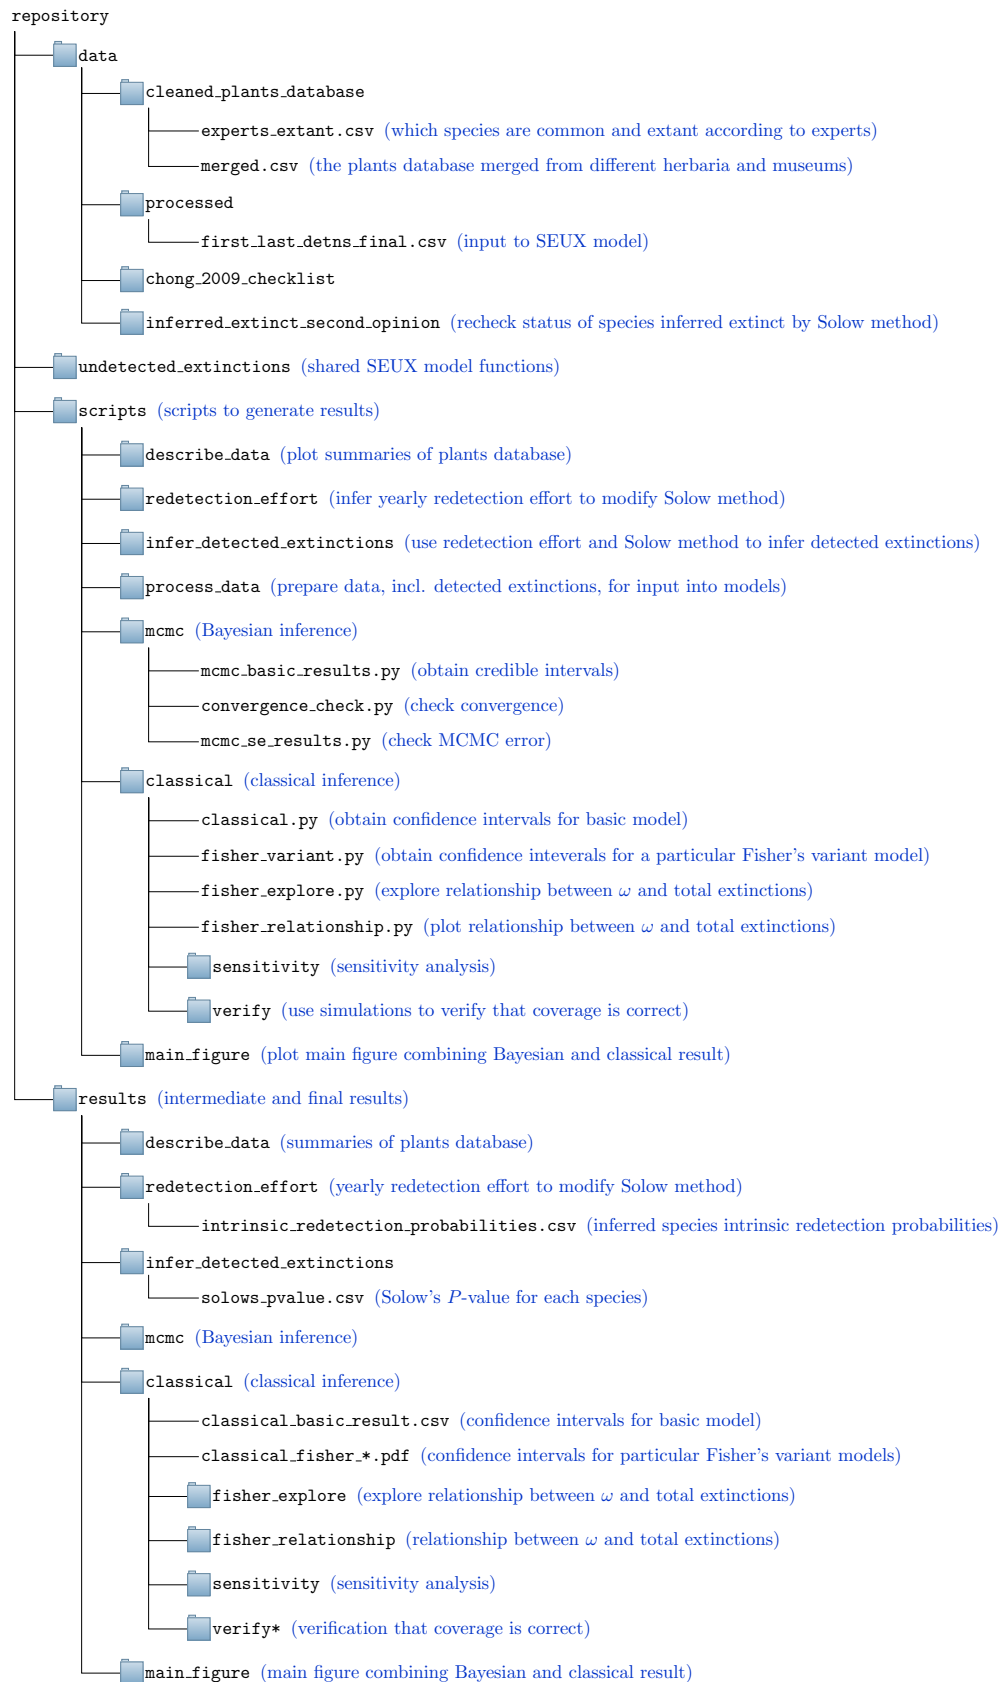 repository
data
cleaned_plants_database
experts_extant.csv (which species are common and extant according to experts)
merged.csv (the plants database merged from different herbaria and museums)
processed
first_last_detns_final.csv (input to SEUX model)
chong_2009_checklist
inferred_extinct_second_opinion (recheck status of species inferred extinct by Solow method)
undetected_extinctions (shared SEUX model functions)
scripts (scripts to generate results)
describe_data (plot summaries of plants database)
redetection_effort (infer yearly redetection effort to modify Solow method)
infer_detected_extinctions (use redetection effort and Solow method to infer detected extinctions)
process_data (prepare data, incl. detected extinctions, for input into models)
mcmc (Bayesian inference)
mcmc_basic_results.py (obtain credible intervals)
convergence_check.py (check convergence)
mcmc_se_results.py (check MCMC error)
classical (classical inference)
classical.py (obtain confidence intervals for basic model)
fisher_variant.py (obtain confidence inteverals for a particular Fisher's variant model)
fisher_explore.py (explore relationship between ω and total extinctions)
fisher_relationship.py (plot relationship between ω and total extinctions)
sensitivity (sensitivity analysis)
verify (use simulations to verify that coverage is correct)
main_figure (plot main figure combining Bayesian and classical result)
results (intermediate and final results)
describe_data (summaries of plants database)
redetection_effort (yearly redetection effort to modify Solow method)
intrinsic_redetection_probabilities.csv (inferred species intrinsic redetection probabilities)
infer_detected_extinctions
solows_pvalue.csv (Solow's P-value for each species)
mcmc (Bayesian inference)
classical (classical inference)
classical_basic_result.csv (confidence intervals for basic model)
classical_fisher_*.pdf (confidence intervals for particular Fisher's variant models)
fisher_explore (explore relationship between ω and total extinctions)
fisher_relationship (relationship between ω and total extinctions)
sensitivity (sensitivity analysis)
verify* (verification that coverage is correct)
main_figure (main figure combining Bayesian and classical result)